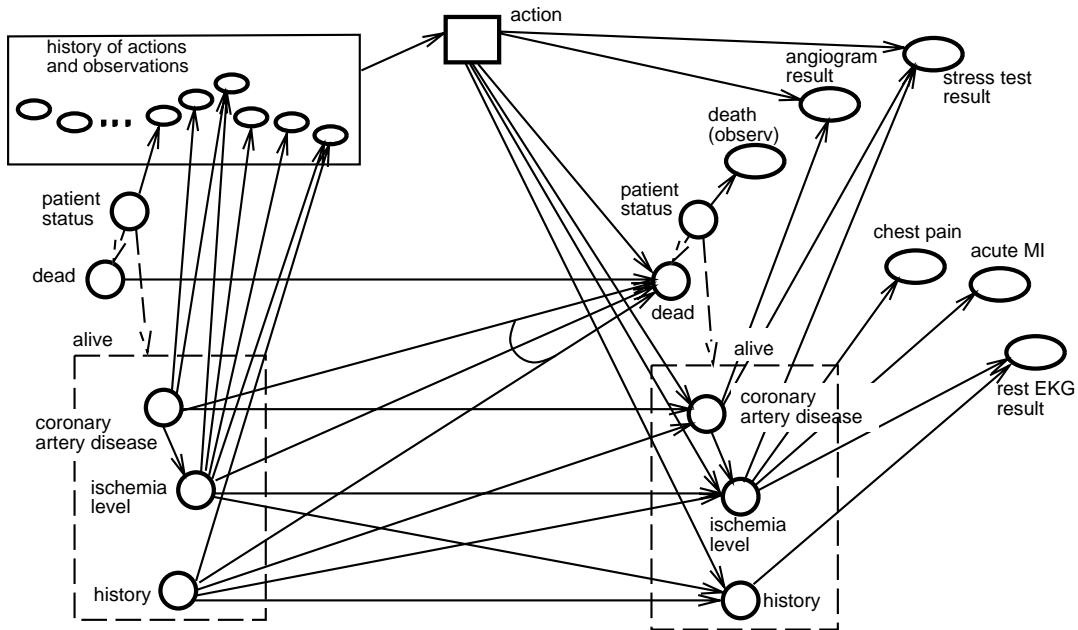 action
history of actions
and observations
angiogram
result
stress test
result
death
(observ)
patient
status
patient
status
chest pain
acute MI
dead
dead
alive
alive
rest EKG
result
coronary
artery disease
coronary
artery disease
ischemia
level
ischemia
level
history
history